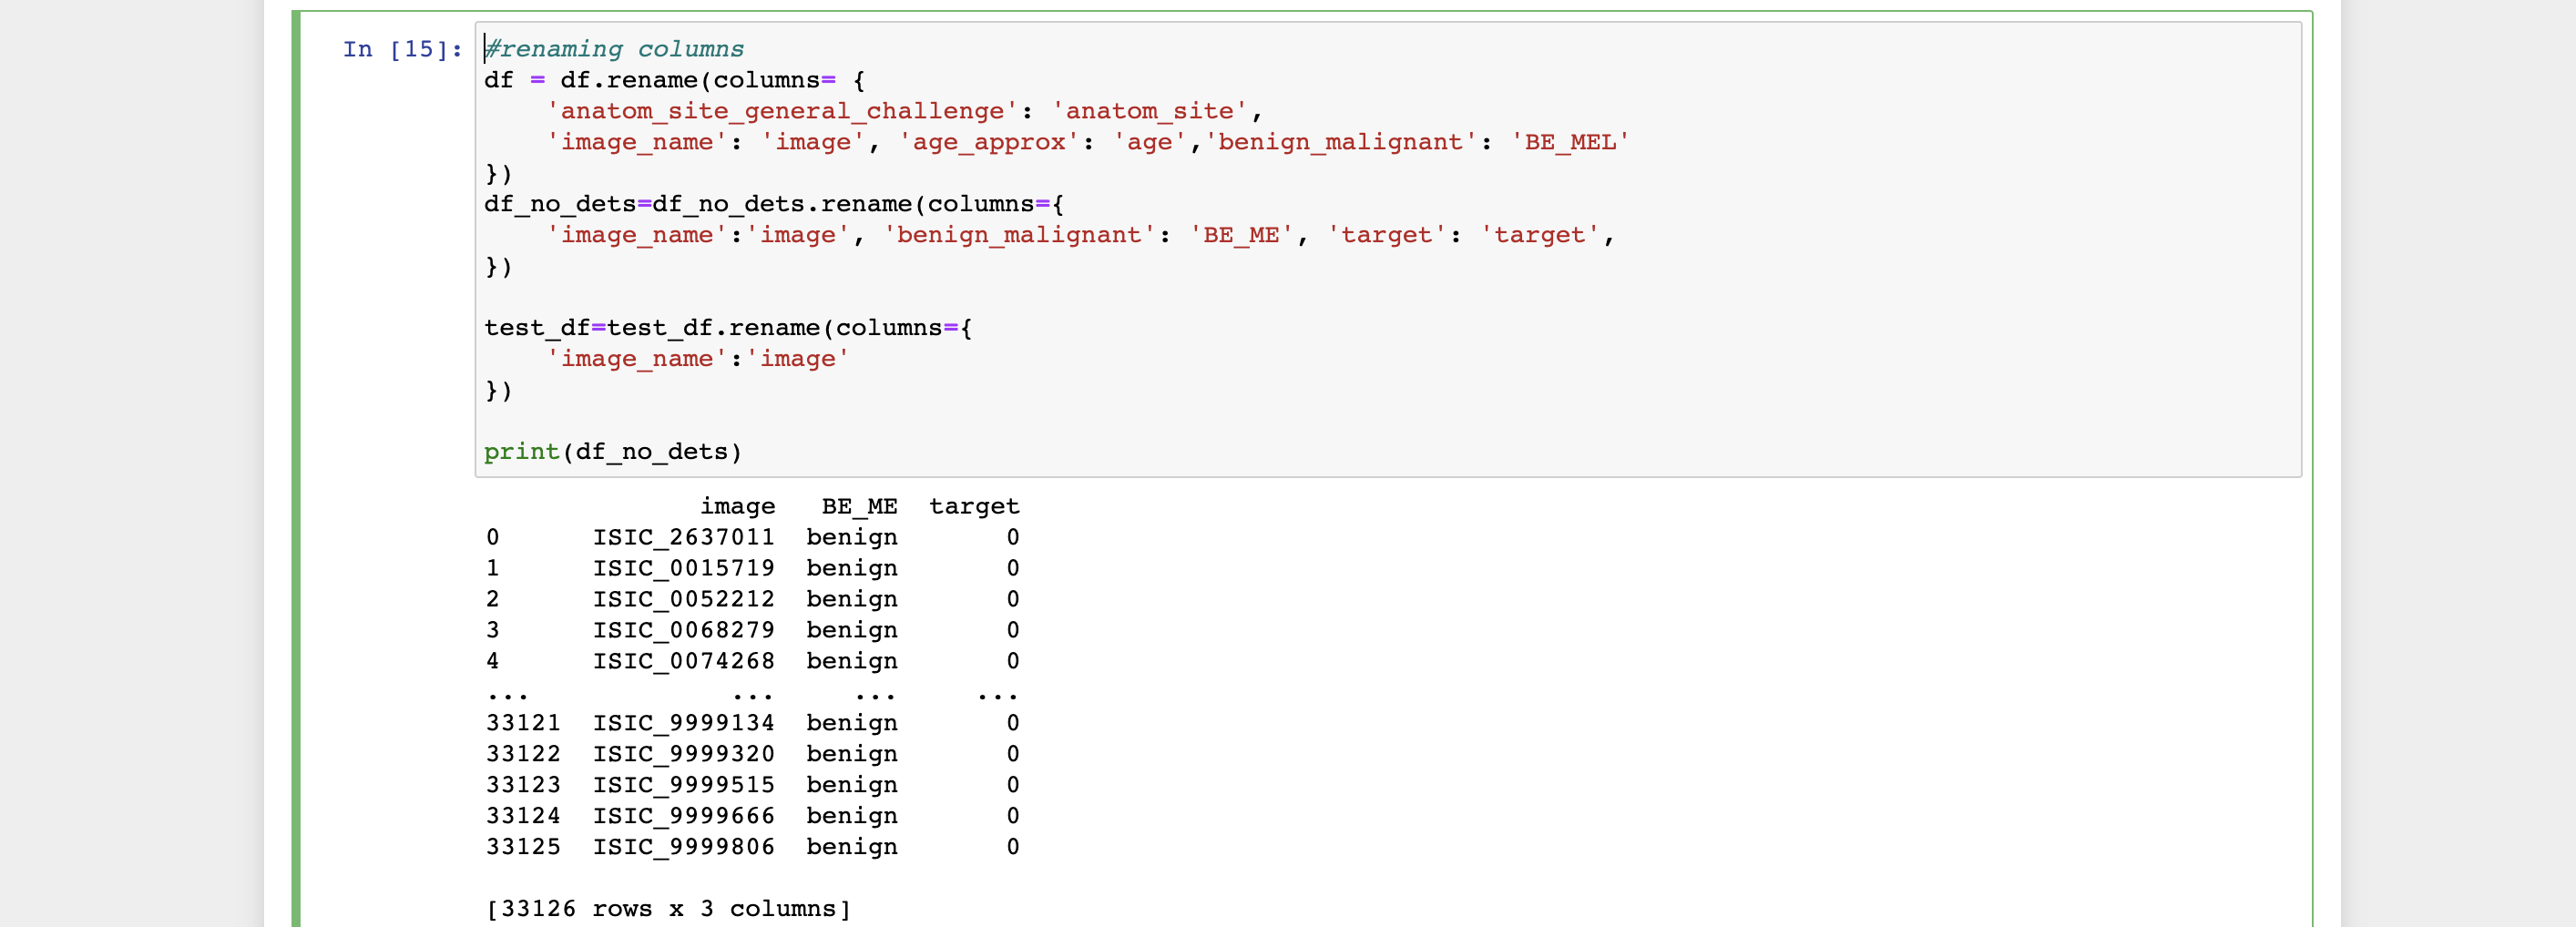 In [15]: #renaming columns
df = df.rename(columns= {
    'anatom_site_general_challenge': 'anatom_site',
    'image_name': 'image', 'age_approx': 'age','benign_malignant': 'BE_MEL'
})
df_no_dets=df_no_dets.rename(columns={
    'image_name':'image', 'benign_malignant': 'BE_ME', 'target': 'target',
})
test_df=test_df.rename(columns={
    'image_name':'image'
})
print(df_no_dets)
image BE_ME target
0 ISIC_2637011 benign 0
1 ISIC_0015719 benign 0
2 ISIC_0052212 benign 0
3 ISIC_0068279 benign 0
4 ISIC_0074268 benign 0
... ... ... ...
33121 ISIC_9999134 benign 0
33122 ISIC_9999320 benign 0
33123 ISIC_9999515 benign 0
33124 ISIC_9999666 benign 0
33125 ISIC_9999806 benign 0
[33126 rows x 3 columns]